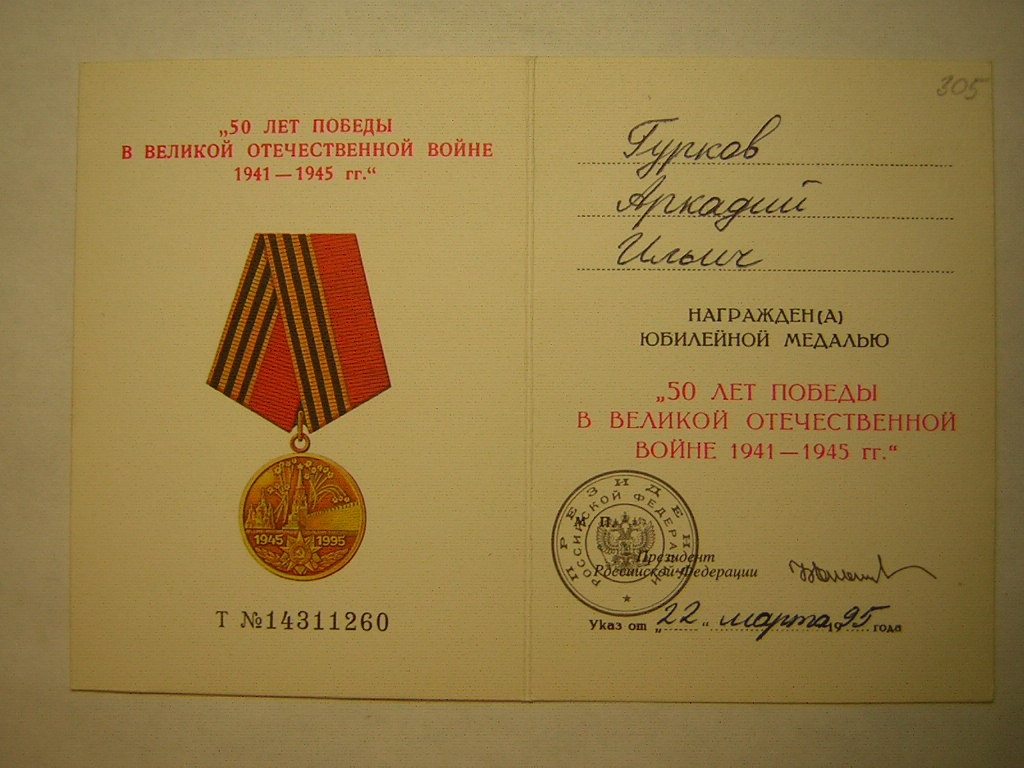 „50 ЛЕТ ПОБЕДЫ
В ВЕЛИКОЙ ОТЕЧЕСТВЕННОЙ ВОЙНЕ
1941—1945 гг.“
1945 1995
Т №14311260
305
Гурков
Аркадий
Ильич
НАГРАЖДЕН(А)
ЮБИЛЕЙНОЙ МЕДАЛЬЮ
„50 ЛЕТ ПОБЕДЫ
В ВЕЛИКОЙ ОТЕЧЕСТВЕННОЙ
ВОЙНЕ 1941—1945 гг.“
ПРЕЗИДЕНТ
РОССИЙСКОЙ ФЕДЕРАЦИИ
М П.
Президент
Российской Федерации
Указ от „22“ марта 1995 года